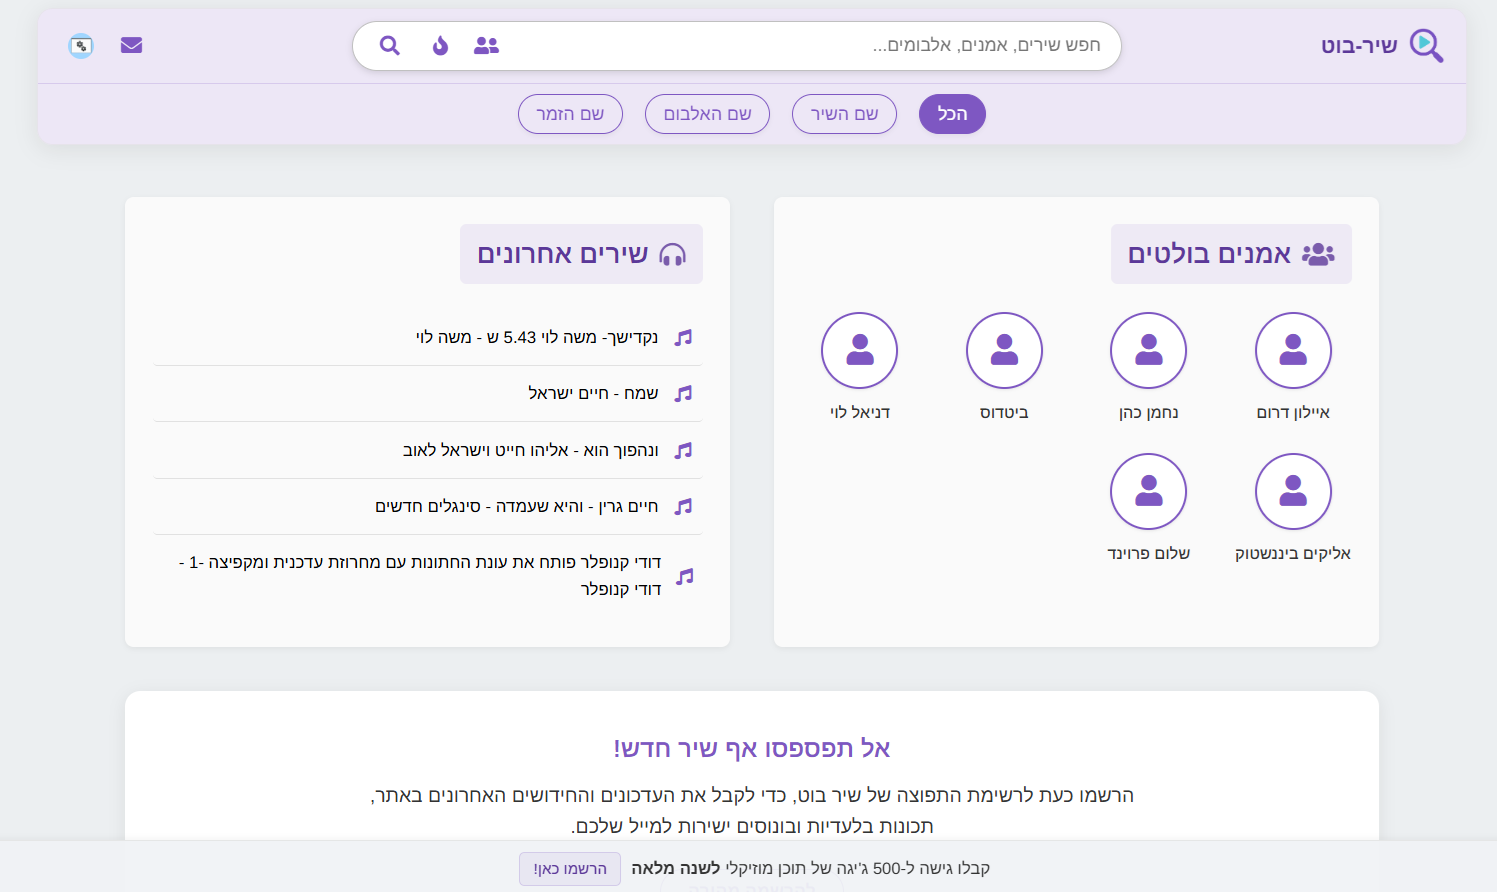 שיר-בוט
חפש שירים, אמנים, אלבומים...
הכל
שם השיר
שם האלבום
שם הזמר
אמנים בולטים
איילון דרום
נחמן כהן
ביטדוס
דניאל לוי
אליקים ביננשטוק
שלום פרוינד
שירים אחרונים
נקדישך- משה לוי 5.43 ש - משה לוי
שמח - חיים ישראל
ונהפוך הוא - אליהו חייט וישראל לאוב
חיים גרין - והיא שעמדה - סינגלים חדשים
דודי קנופלר פותח את עונת החתונות עם מחרוזת עדכנית ומקפיצה -1 -
דודי קנופלר
אל תפספסו אף שיר חדש!
הרשמו כעת לרשימת התפוצה של שיר בוט, כדי לקבל את העדכונים והחידושים האחרונים באתר,
תכונות בלעדיות ובונוסים ישירות למייל שלכם.
קבלו גישה ל-500 ג'יגה של תוכן מוזיקלי לשנה מלאה
הרשמו כאן!